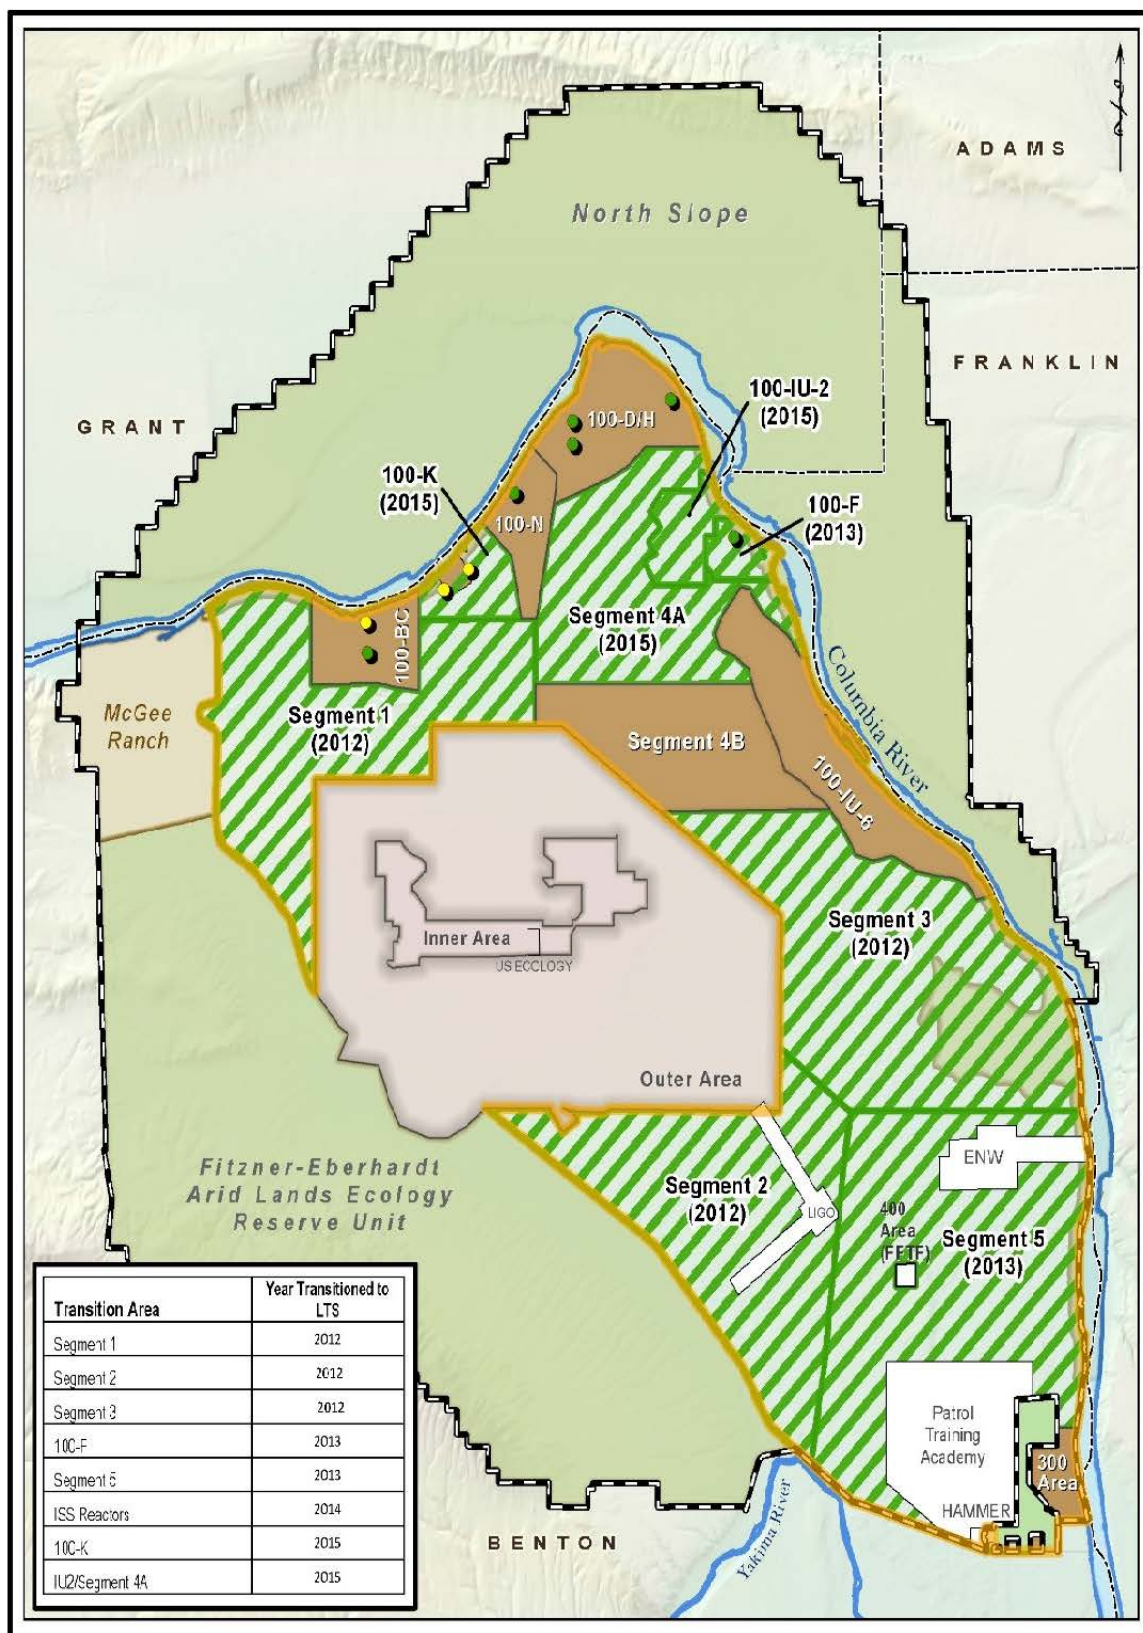 ADAMS
North Slope
FRANKLIN
GRANT
100-IU-2
(2015)
100-D/H
100-K
(2015)
100-N
100-F
(2013)
Segment 4A
(2015)
100-BC
Columbia River
McGee
Ranch
Segment 1
(2012)
Segment 4B
100-IU-6
Segment 3
(2012)
Inner Area
US ECOLOGY
Outer Area
Fitzner-Eberhardt
Arid Lands Ecology
Reserve Unit
Segment 2
(2012)
LIGO
ENW
400
Area
(FFTF)
Segment 5
(2013)
Patrol
Training
Academy
300
Area
HAMMER
BENTON
Yakima River
Transition Area Year Transitioned to
LTS
Segment 1 2012
Segment 2 2012
Segment 3 2012
100-F 2013
Segment 5 2013
ISS Reactors 2014
100-K 2015
IU2/Segment 4A 2015